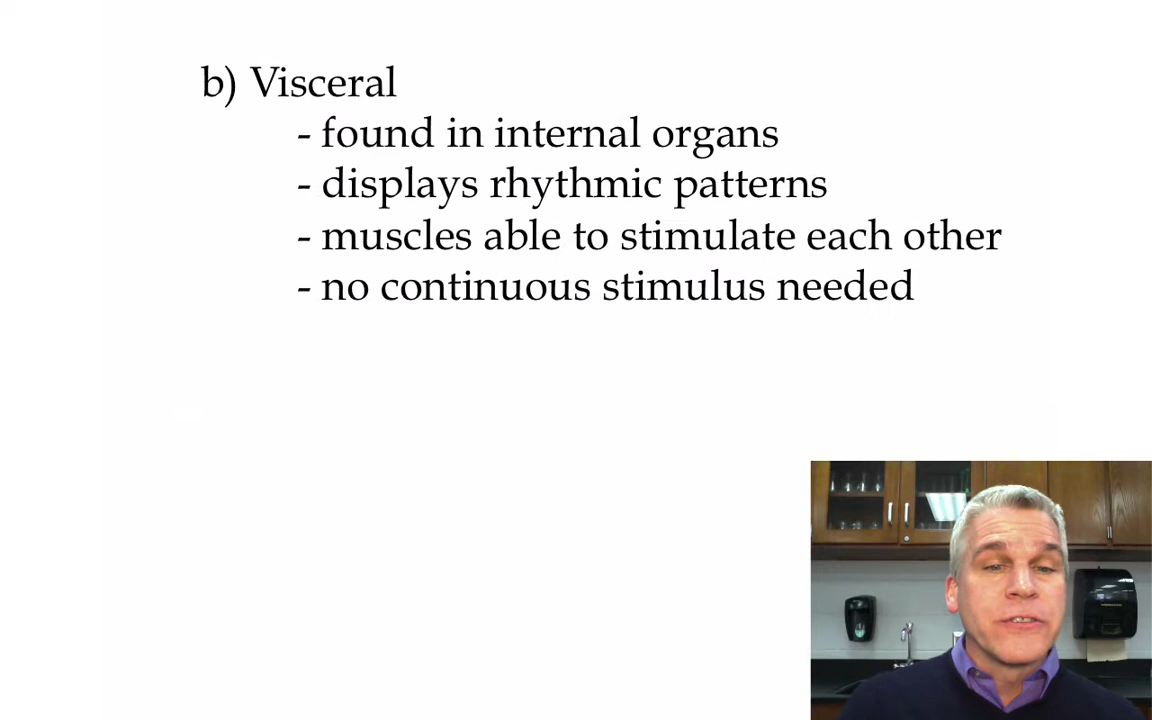 b) Visceral
- found in internal organs
- displays rhythmic patterns
- muscles able to stimulate each other
- no continuous stimulus needed